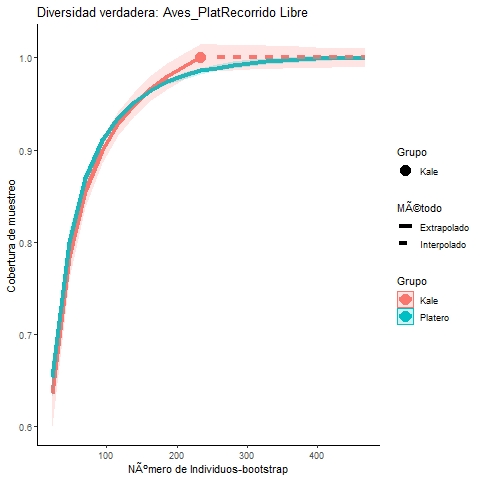 Diversidad verdadera: Aves_PlatRecorrido Libre
Cobertura de muestreo
1.0
0.9
0.8
0.7
0.6
100
200
300
400
NÃºmero de Individuos-bootstrap
Grupo
Kale
MÃ©todo
Extrapolado
Interpolado
Grupo
Kale
Platero